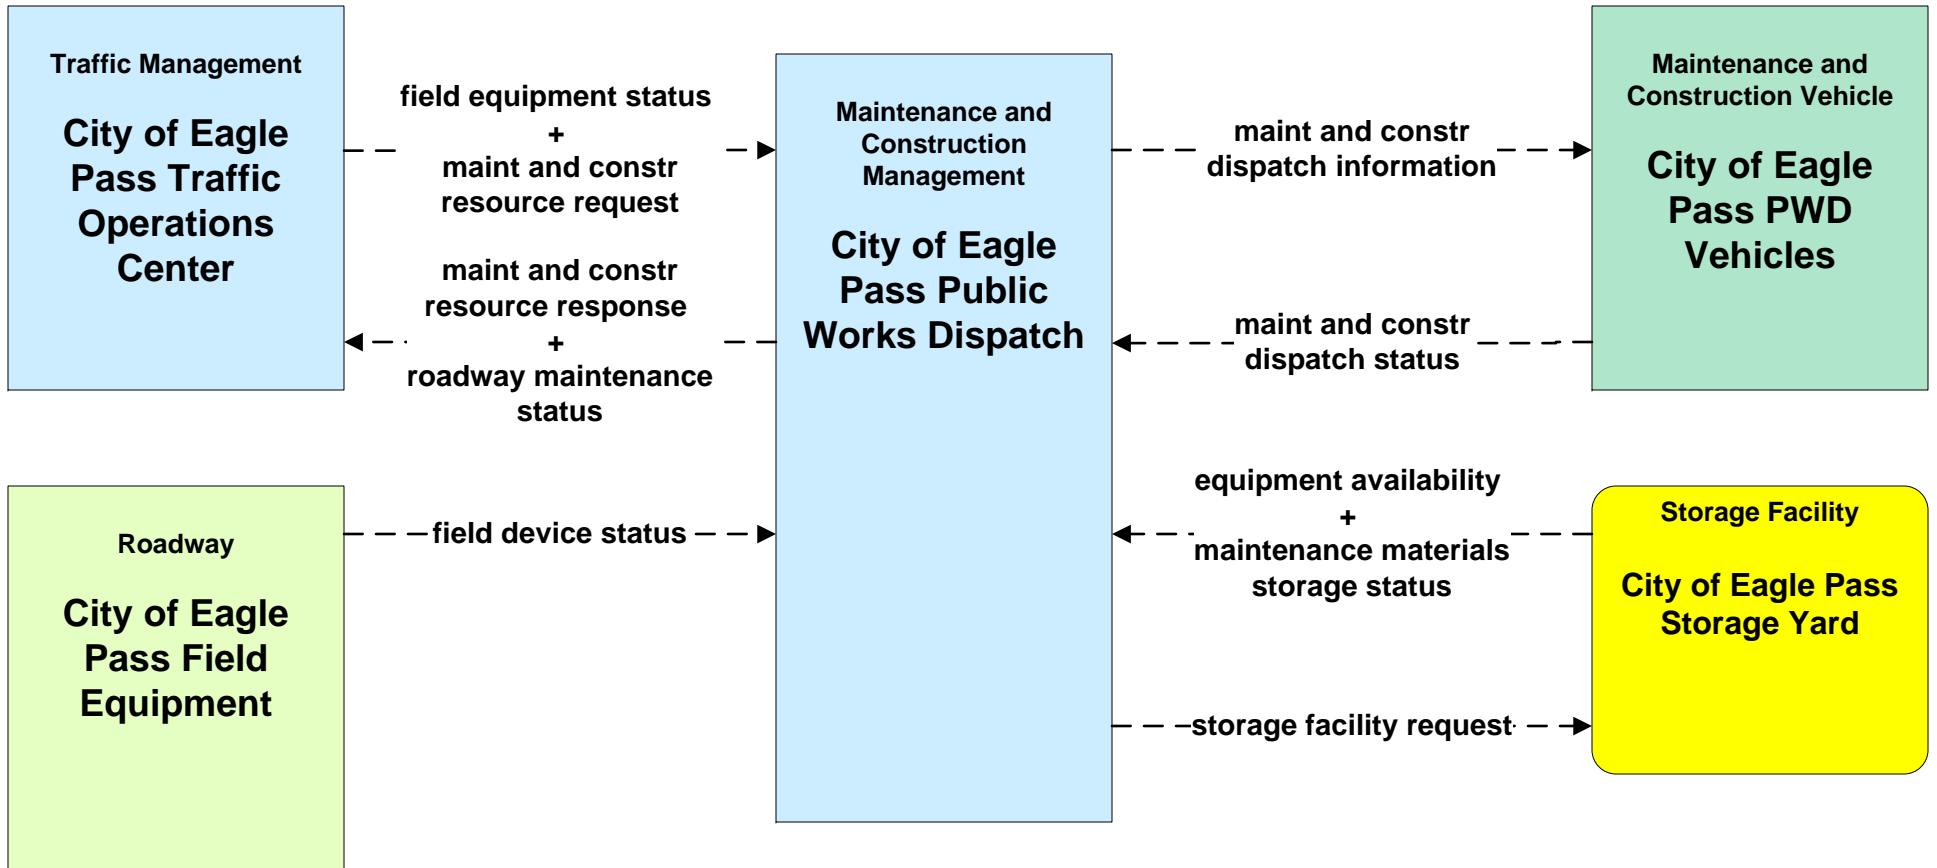 Traffic Management
City of Eagle
Pass Traffic
Operations
Center
field equipment status
+
maint and constr
resource request
maint and constr
resource response
+
roadway maintenance
status
Maintenance and
Construction
Management
City of Eagle
Pass Public
Works Dispatch
maint and constr
dispatch information
maint and constr
dispatch status
Maintenance and
Construction Vehicle
City of Eagle
Pass PWD
Vehicles
Roadway
City of Eagle
Pass Field
Equipment
field device status
equipment availability
+
maintenance materials
storage status
storage facility request
Storage Facility
City of Eagle Pass
Storage Yard